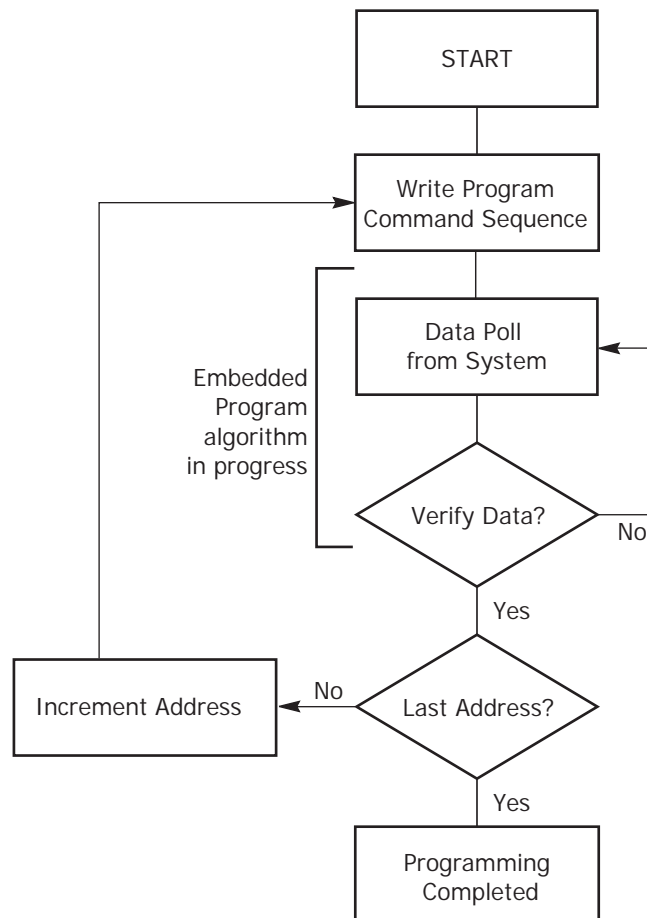 START
Write Program
Command Sequence
Data Poll
from System
Embedded
Program
algorithm
in progress
Verify Data?
No
Yes
No
Increment Address
Last Address?
Yes
Programming
Completed